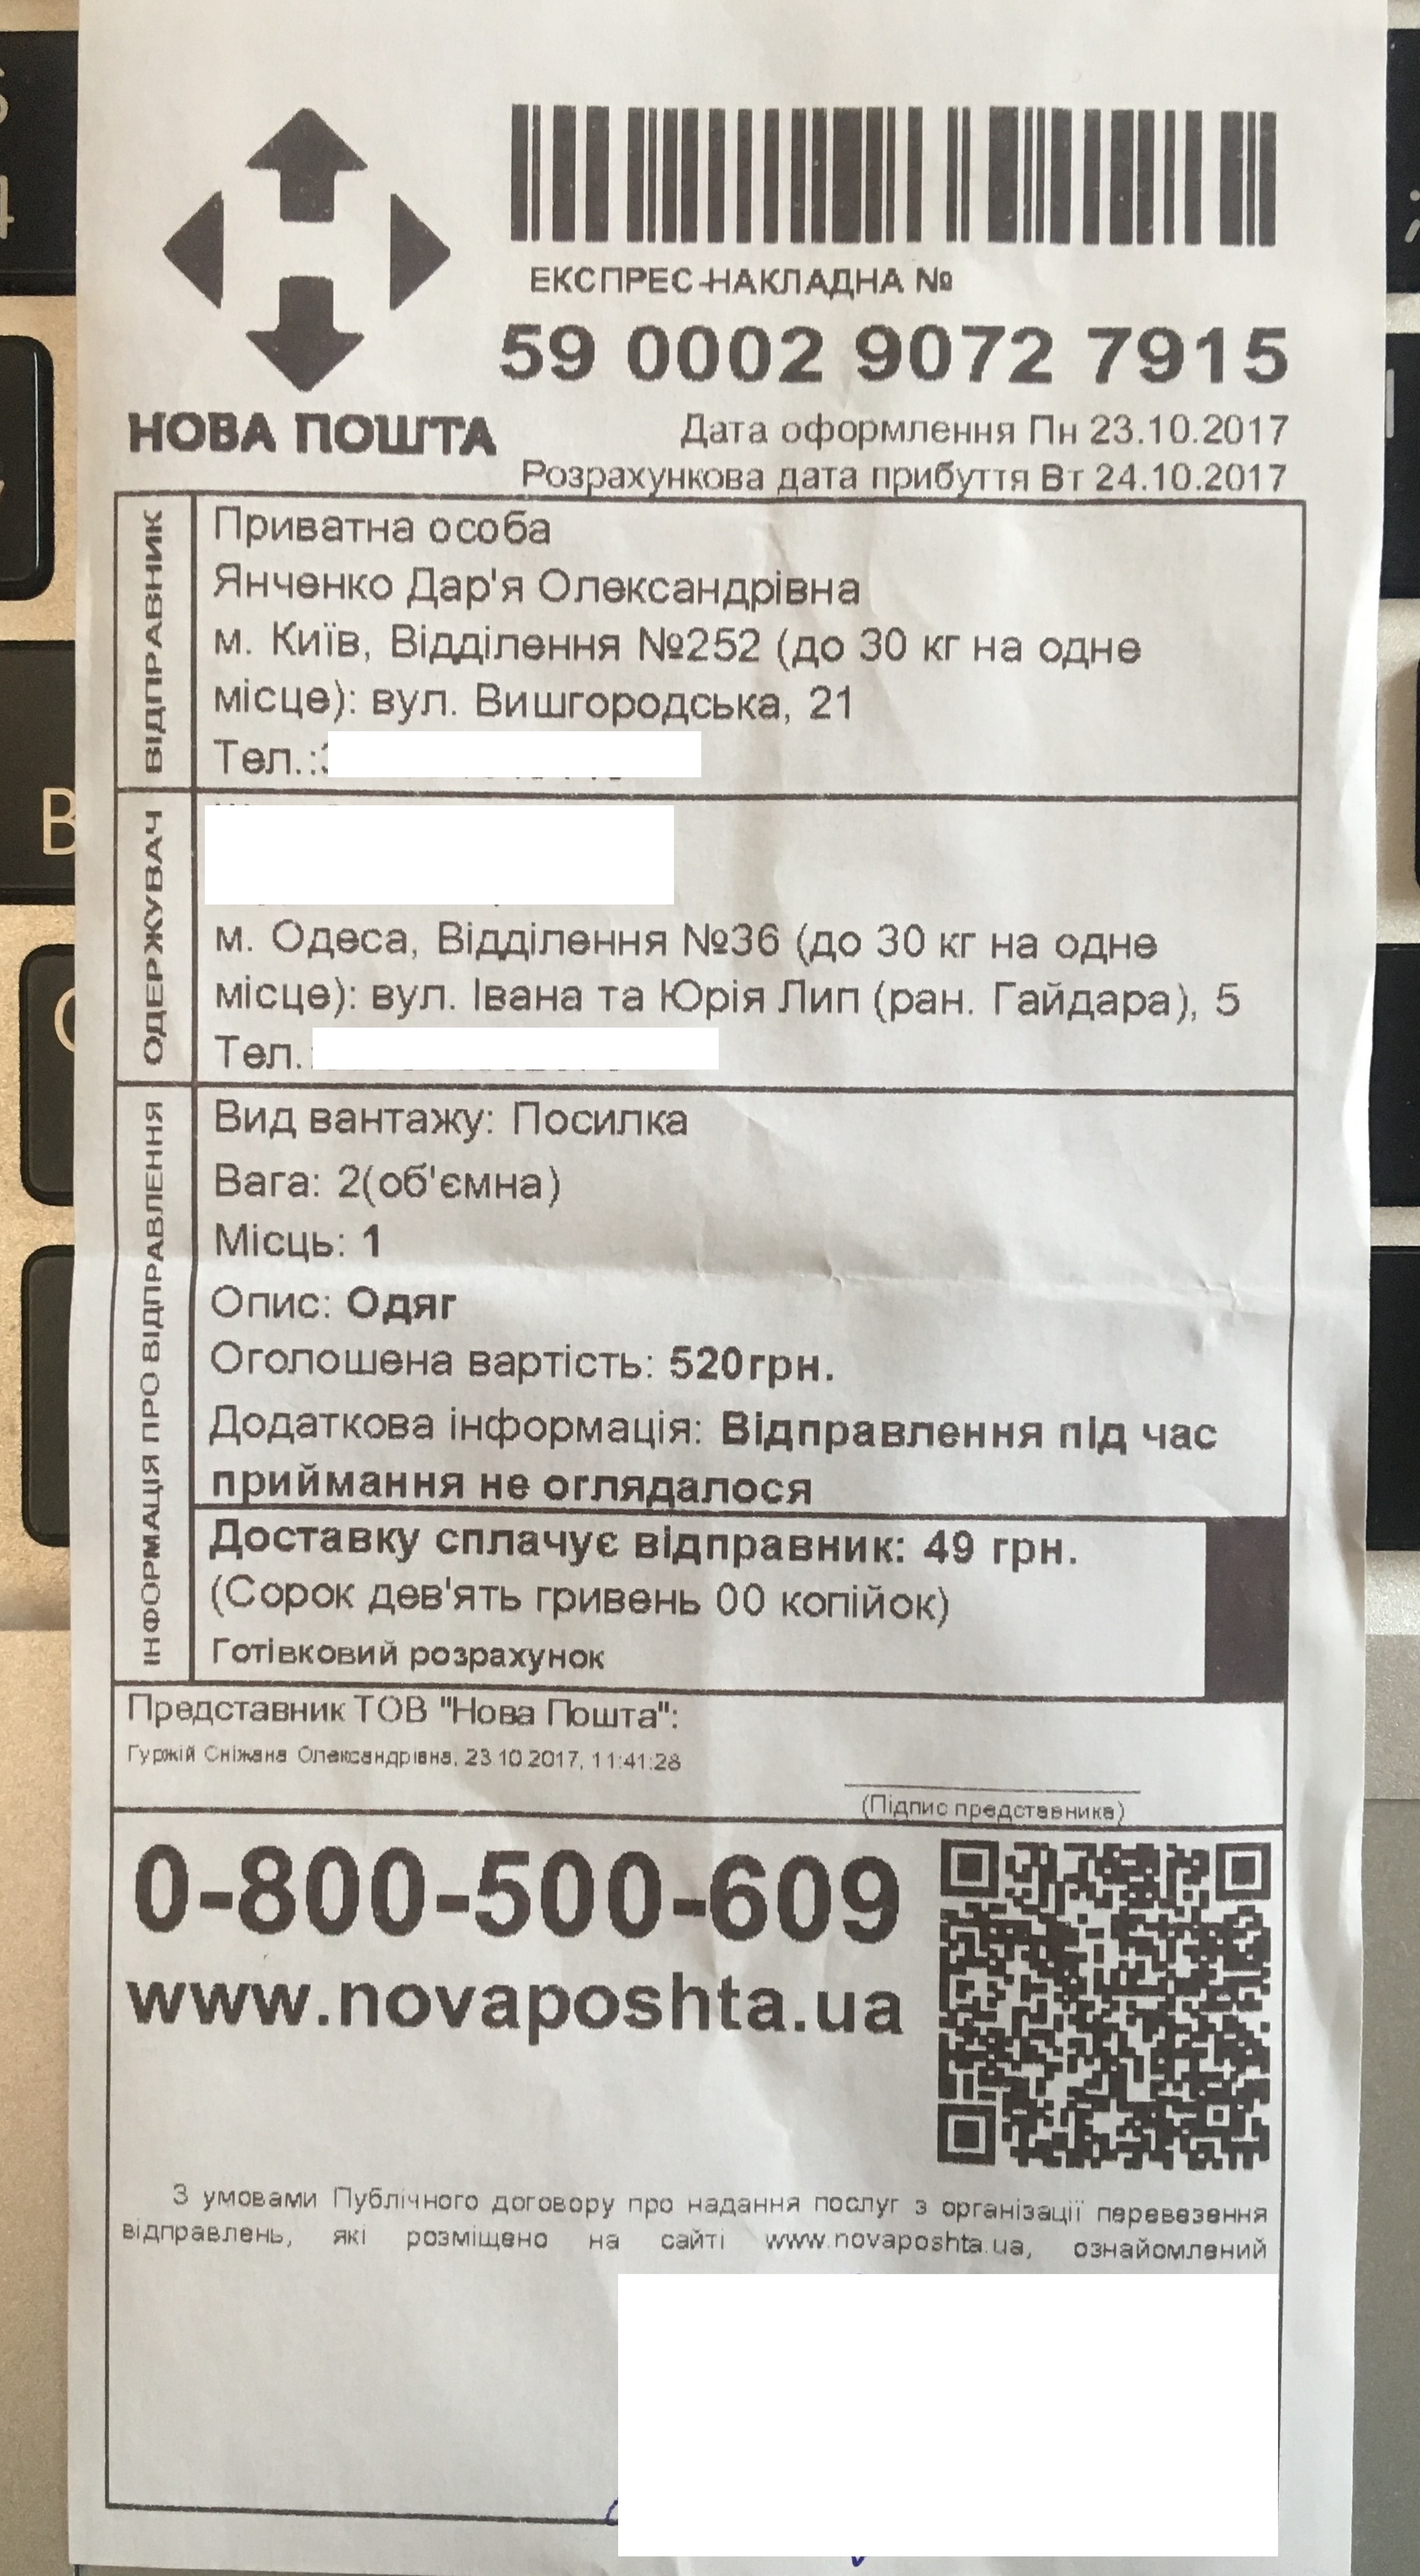 ЕКСПРЕС-НАКЛАДНА №
59 0002 9072 7915
НОВА ПОШТА
Дата оформлення Пн 23.10.2017
Розрахункова дата прибуття Вт 24.10.2017
ВІДПРАВНИК
Приватна особа
Янченко Дар'я Олександрівна
м. Київ, Відділення №252 (до 30 кг на одне
місце): вул. Вишгородська, 21
Тел.:
ОДЕРЖУВАЧ
м. Одеса, Відділення №36 (до 30 кг на одне
місце): вул. Івана та Юрія Лип (ран. Гайдара), 5
Тел.
ІНФОРМАЦІЯ ПРО ВІДПРАВЛЕННЯ
Вид вантажу: Посилка
Вага: 2(об'ємна)
Місць: 1
Опис: Одяг
Оголошена вартість: 520грн.
Додаткова інформація: Відправлення під час
приймання не оглядалося
Доставку сплачує відправник: 49 грн.
(Сорок дев'ять гривень 00 копійок)
Готівковий розрахунок
Представник ТОВ "Нова Пошта":
Гуржій Сніжана Олександрівна, 23.10.2017, 11:41:28
(Підпис представника)
0-800-500-609
www.novaposhta.ua
З умовами Публічного договору про надання послуг з організації перевезення
відправлень, які розміщено на сайті www.novaposhta.ua, ознайомлений
B